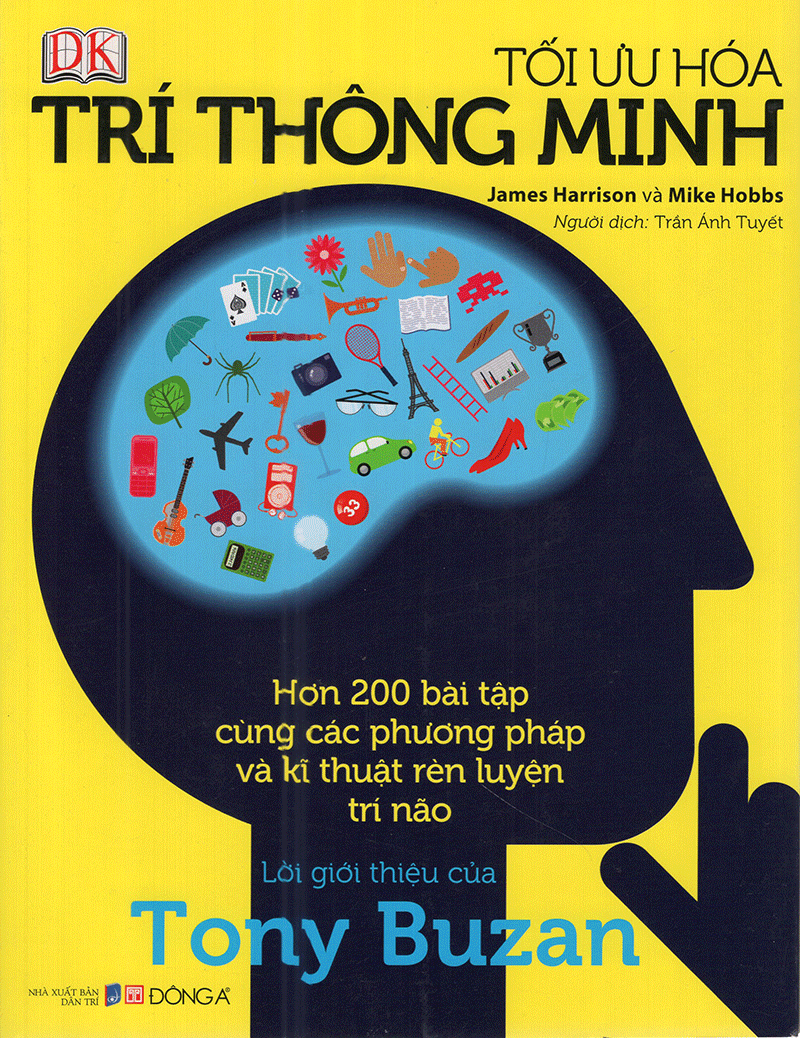 DK
TỐI ƯU HÓA
TRÍ THÔNG MINH
James Harrison và Mike Hobbs
Người dịch: Trần Ánh Tuyết
A
A
33
Hơn 200 bài tập
cùng các phương pháp
và kĩ thuật rèn luyện
trí não
Lời giới thiệu của
Tony Buzan
NHÀ XUẤT BẢN
DÂN TRÍ
ĐÔNG A®